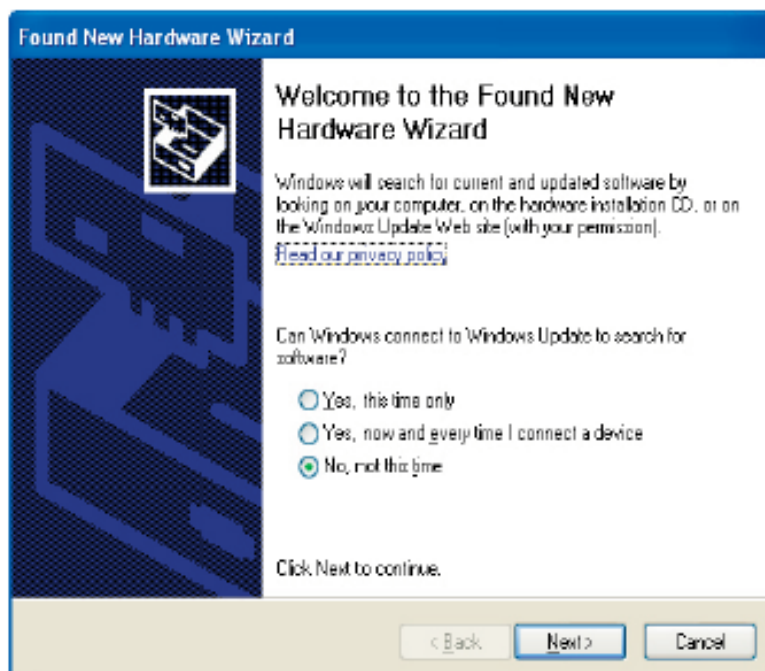 Found New Hardware Wizard
Welcome to the Found New
Hardware Wizard
Windows will search for current and updated software by
looking on your computer, on the hardware installation CD, or on
the Windows Update Web site (with your permission).
Read our privacy policy
Can Windows connect to Windows Update to search for
software?
Yes, this time only
Yes, now and every time I connect a device
No, not this time
Click Next to continue.
< Back
Next >
Cancel